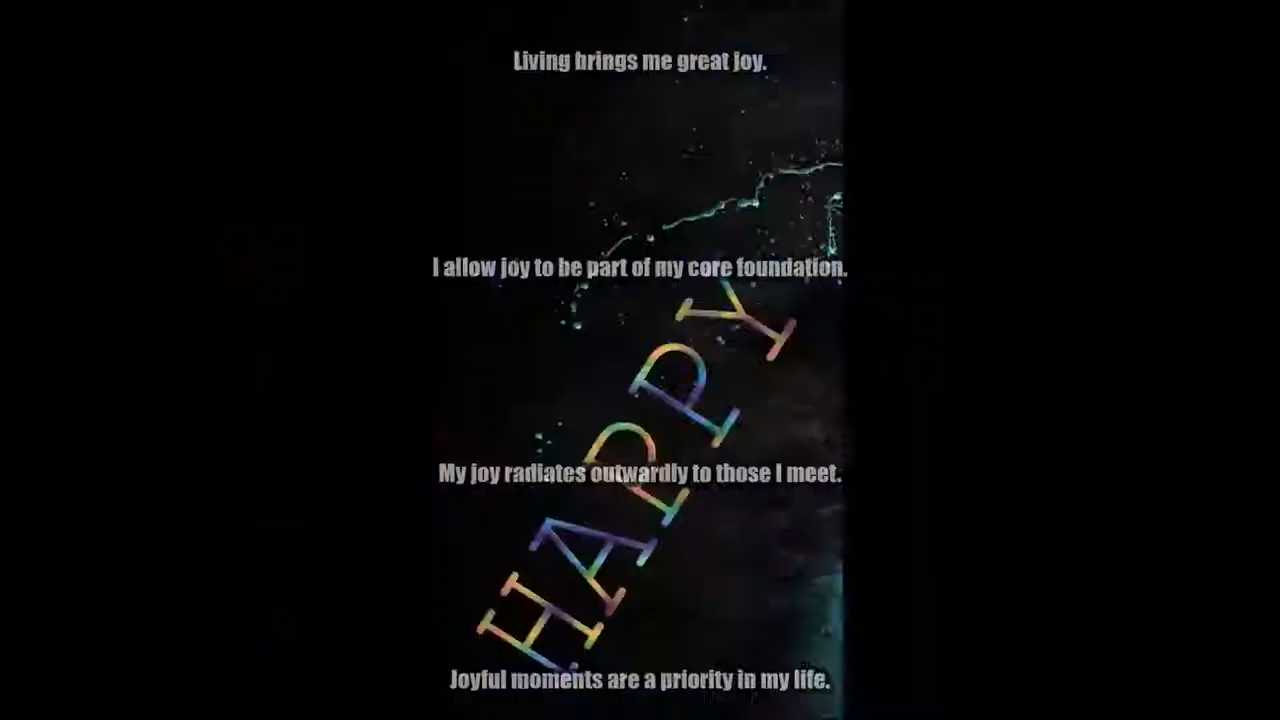 Living brings me great joy.
I allow joy to be part of my core foundation.
HAPPY
My joy radiates outwardly to those I meet.
Joyful moments are a priority in my life.